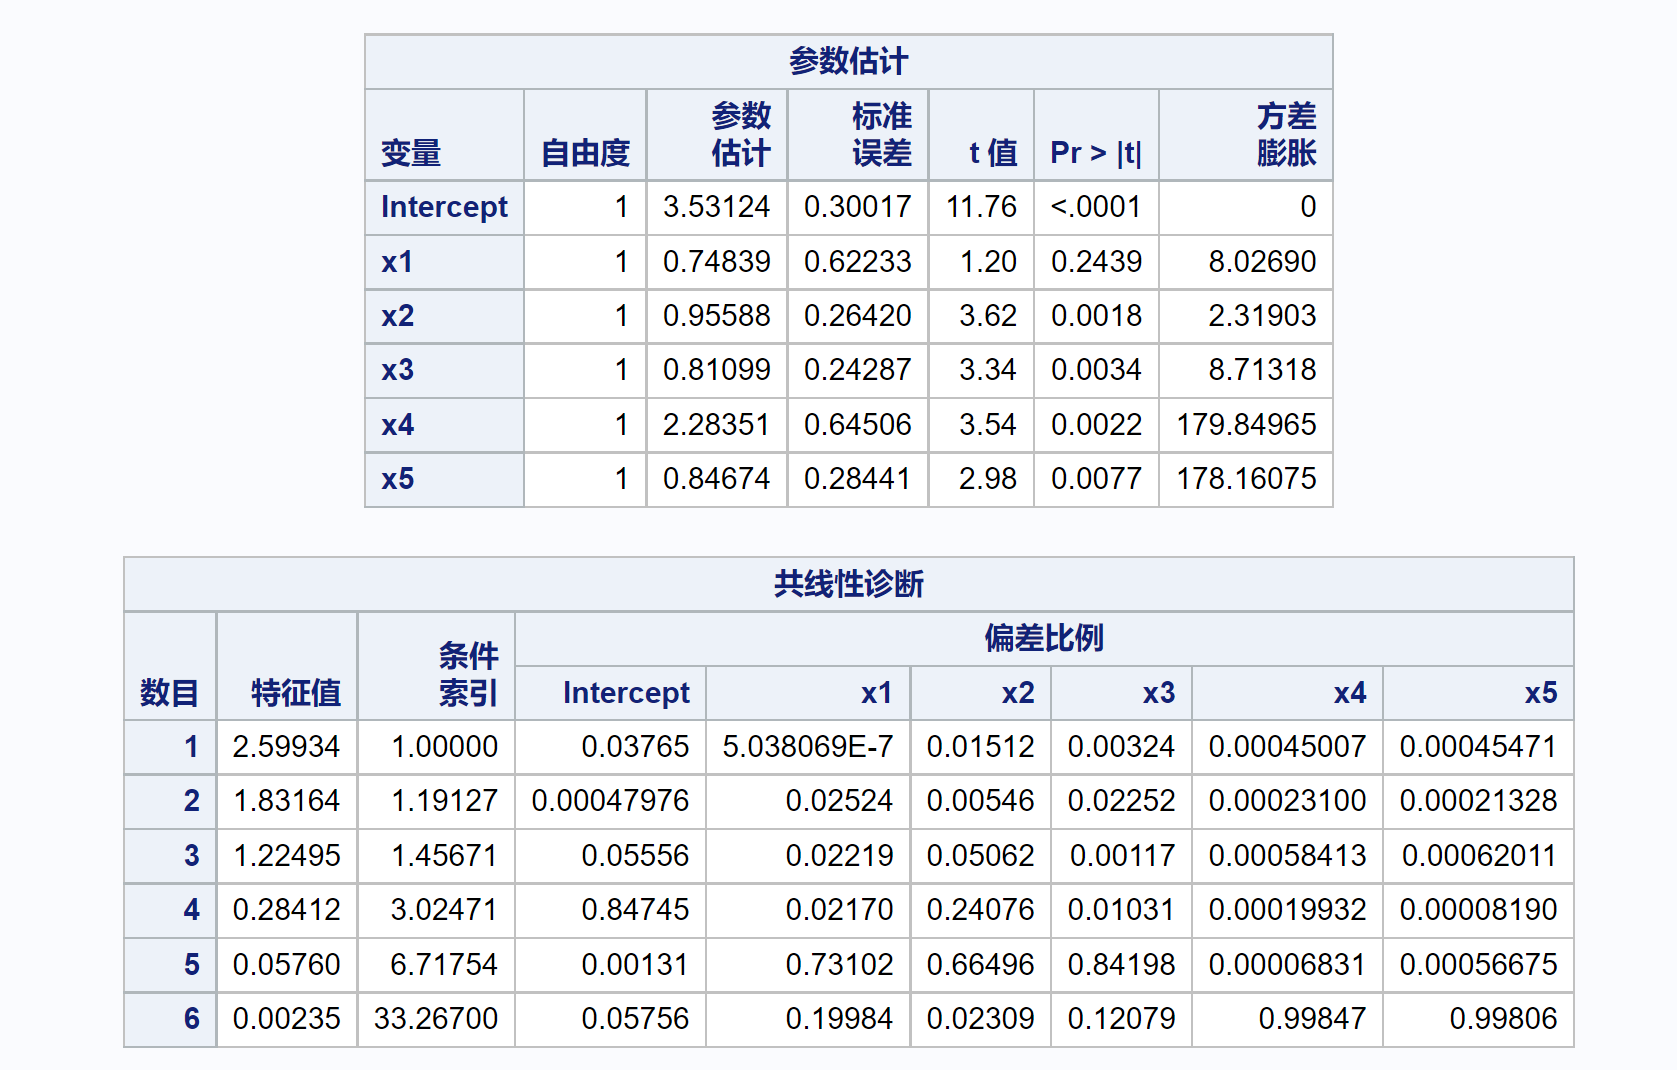 参数估计
变量 自由度 参数估计 标准误差 t 值 Pr > |t| 方差膨胀
Intercept 1 3.53124 0.30017 11.76 <.0001 0
x1 1 0.74839 0.62233 1.20 0.2439 8.02690
x2 1 0.95588 0.26420 3.62 0.0018 2.31903
x3 1 0.81099 0.24287 3.34 0.0034 8.71318
x4 1 2.28351 0.64506 3.54 0.0022 179.84965
x5 1 0.84674 0.28441 2.98 0.0077 178.16075
共线性诊断
数目 特征值 条件索引 偏差比例
Intercept x1 x2 x3 x4 x5
1 2.59934 1.00000 0.03765 5.038069E-7 0.01512 0.00324 0.00045007 0.00045471
2 1.83164 1.19127 0.00047976 0.02524 0.00546 0.02252 0.00023100 0.00021328
3 1.22495 1.45671 0.05556 0.02219 0.05062 0.00117 0.00058413 0.00062011
4 0.28412 3.02471 0.84745 0.02170 0.24076 0.01031 0.00019932 0.00008190
5 0.05760 6.71754 0.00131 0.73102 0.66496 0.84198 0.00006831 0.00056675
6 0.00235 33.26700 0.05756 0.19984 0.02309 0.12079 0.99847 0.99806